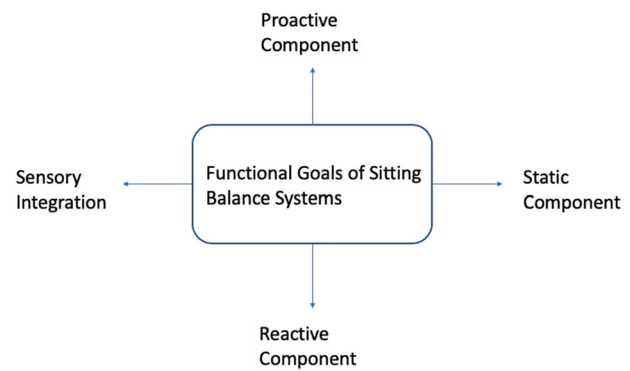 Proactive
Component
Sensory
Integration
Functional Goals of Sitting
Balance Systems
Static
Component
Reactive
Component